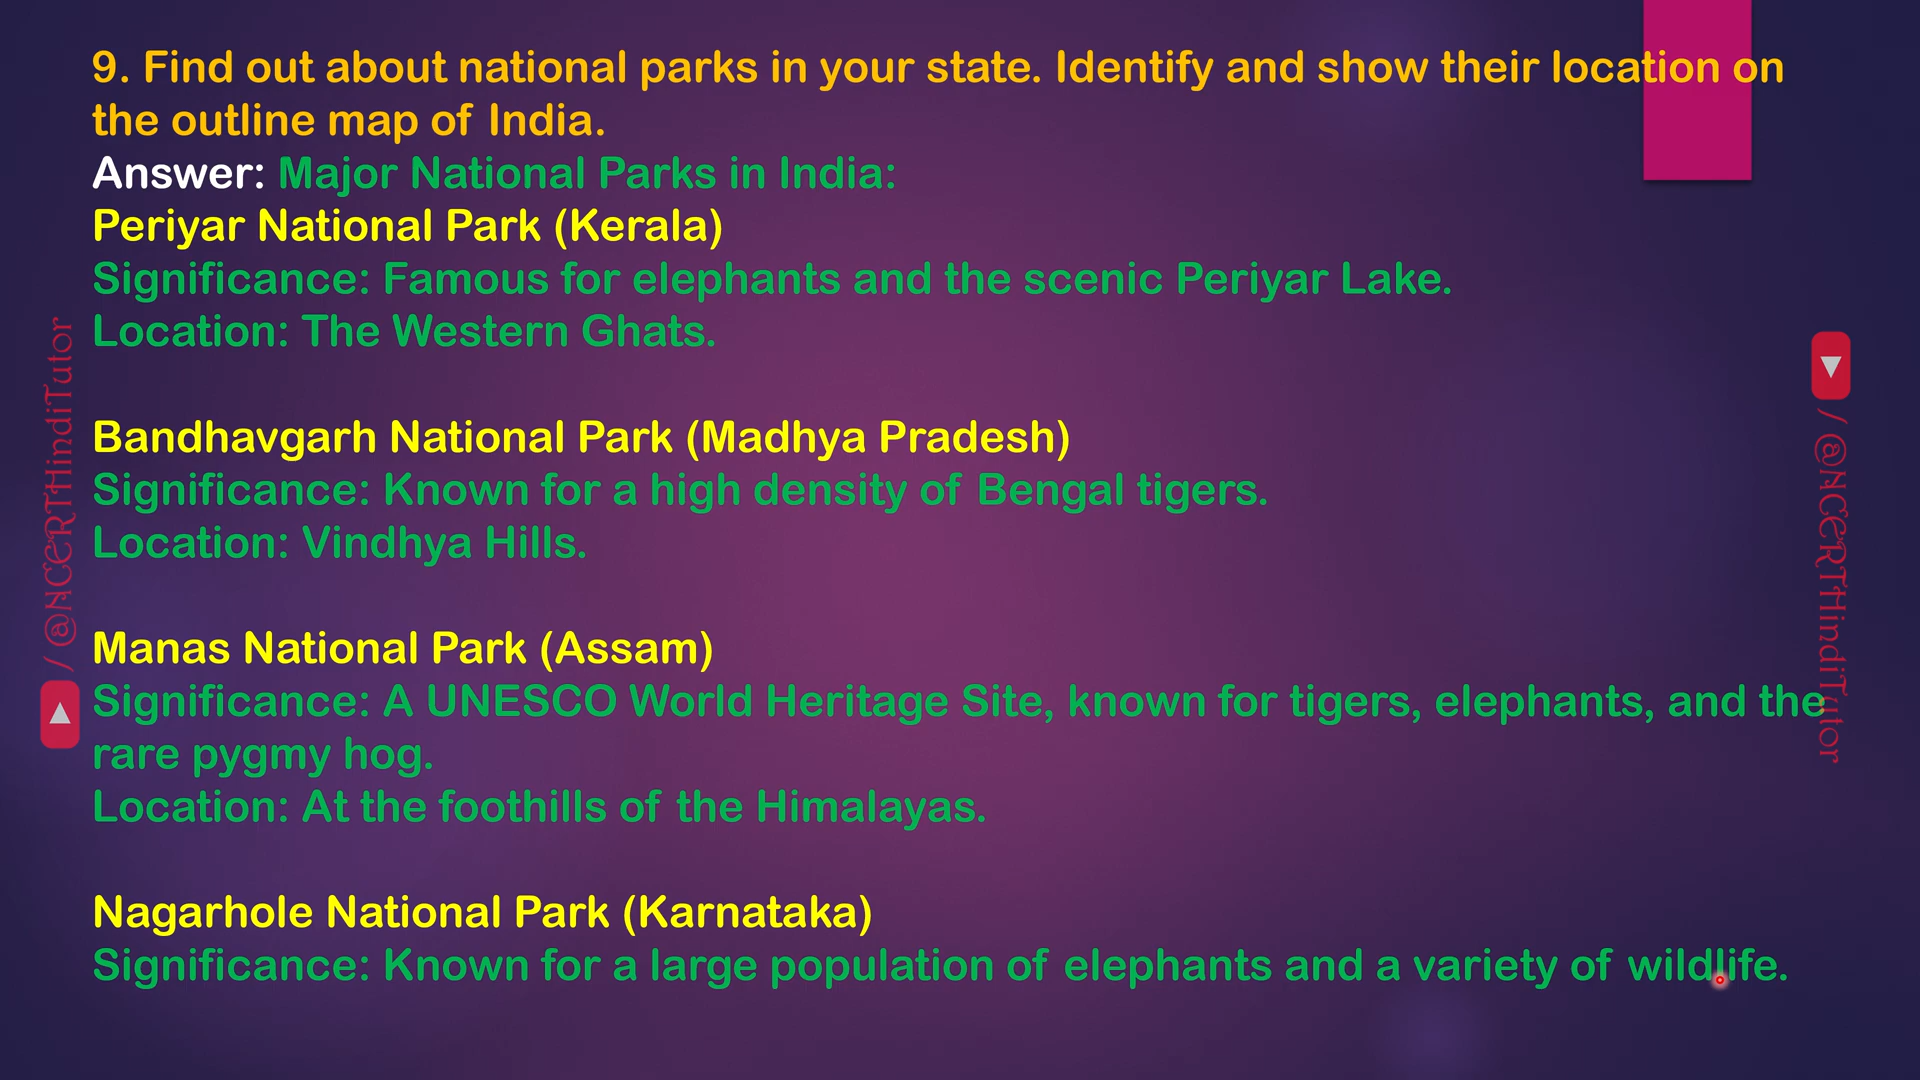 9. Find out about national parks in your state. Identify and show their location on
the outline map of India.
Answer: Major National Parks in India:
Periyar National Park (Kerala)
Significance: Famous for elephants and the scenic Periyar Lake.
Location: The Western Ghats.
Bandhavgarh National Park (Madhya Pradesh)
Significance: Known for a high density of Bengal tigers.
Location: Vindhya Hills.
Manas National Park (Assam)
Significance: A UNESCO World Heritage Site, known for tigers, elephants, and the
rare pygmy hog.
Location: At the foothills of the Himalayas.
Nagarhole National Park (Karnataka)
Significance: Known for a large population of elephants and a variety of wildlife.
/ @NCERTHindiTutor
/ @NCERTHindiTutor